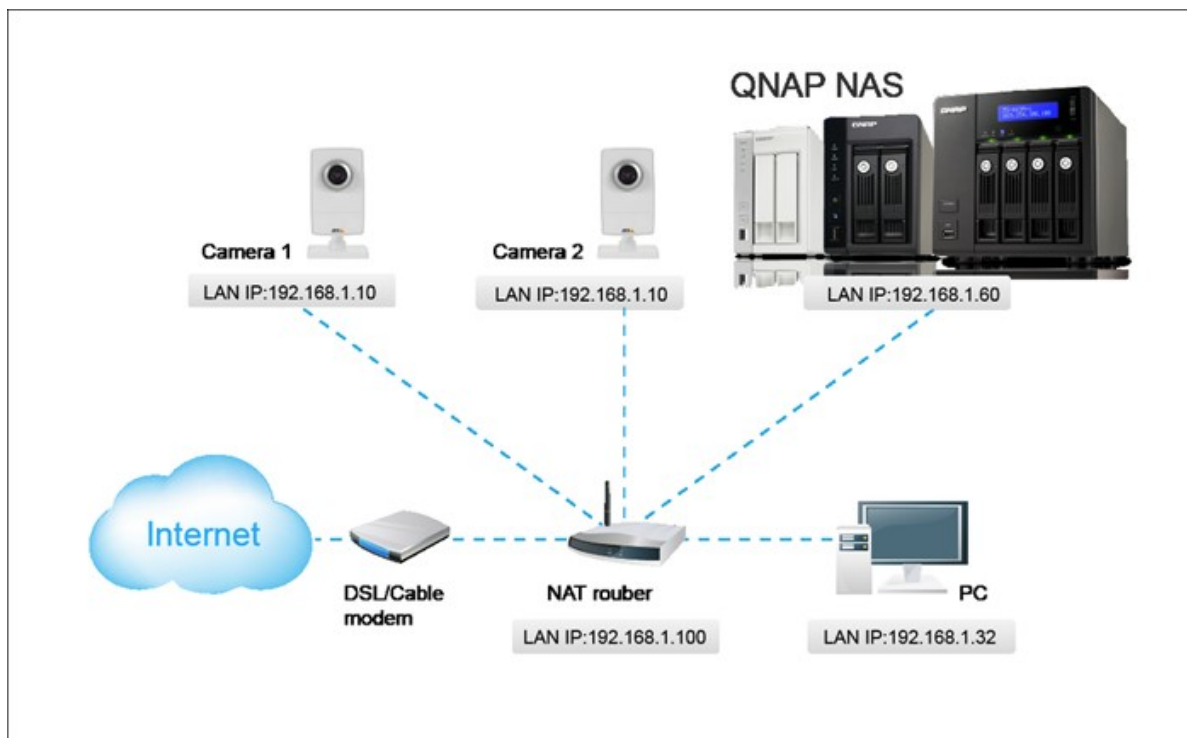 QNAP NAS
QNAP
QNAP
Camera 1
Camera 2
LAN IP:192.168.1.10
LAN IP:192.168.1.10
LAN IP:192.168.1.60
Internet
DSL/Cable
modem
NAT rouber
PC
LAN IP:192.168.1.100
LAN IP:192.168.1.32